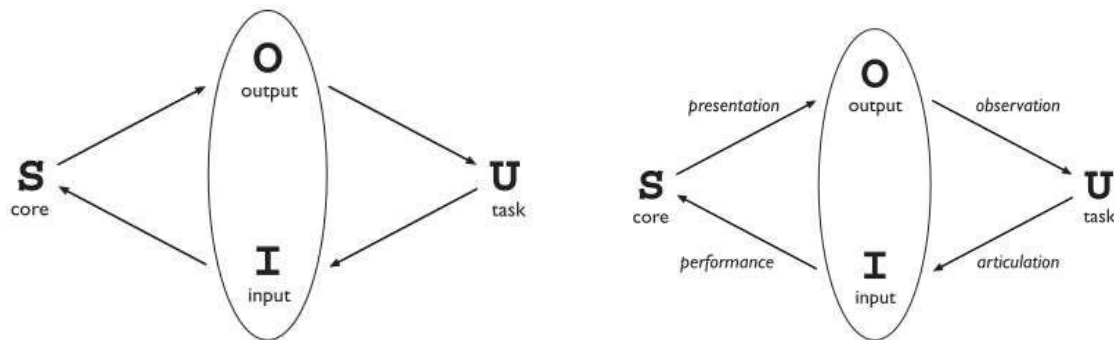 O
output
S
core
U
task
I
input
O
output
presentation
observation
S
core
U
task
performance
I
articulation
input